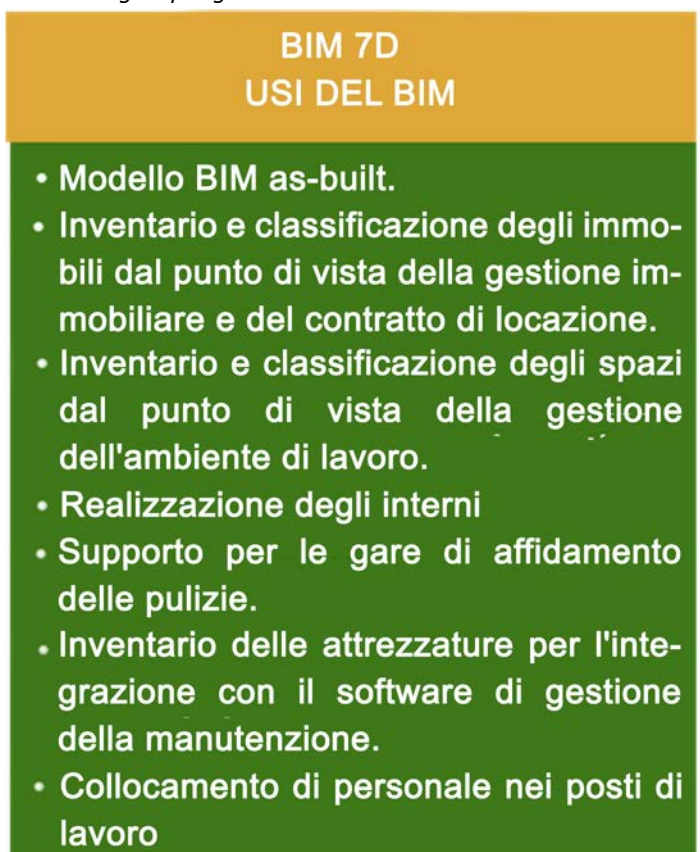 BIM 7D
USI DEL BIM
• Modello BIM as-built.
• Inventario e classificazione degli immo-
bili dal punto di vista della gestione im-
mobiliare e del contratto di locazione.
• Inventario e classificazione degli spazi
dal punto di vista della gestione
dell'ambiente di lavoro.
• Realizzazione degli interni
• Supporto per le gare di affidamento
delle pulizie.
• Inventario delle attrezzature per l'inte-
grazione con il software di gestione
della manutenzione.
• Collocamento di personale nei posti di
lavoro